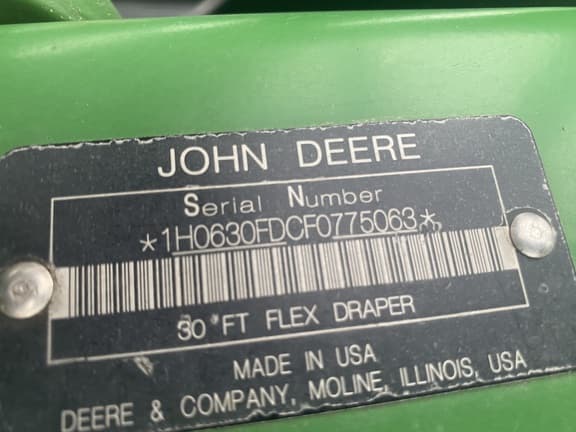 JOHN DEERE
Serial Number
*1H0630FDCF0775063*
30 FT FLEX DRAPER
MADE IN USA
DEERE & COMPANY, MOLINE, ILLINOIS, USA